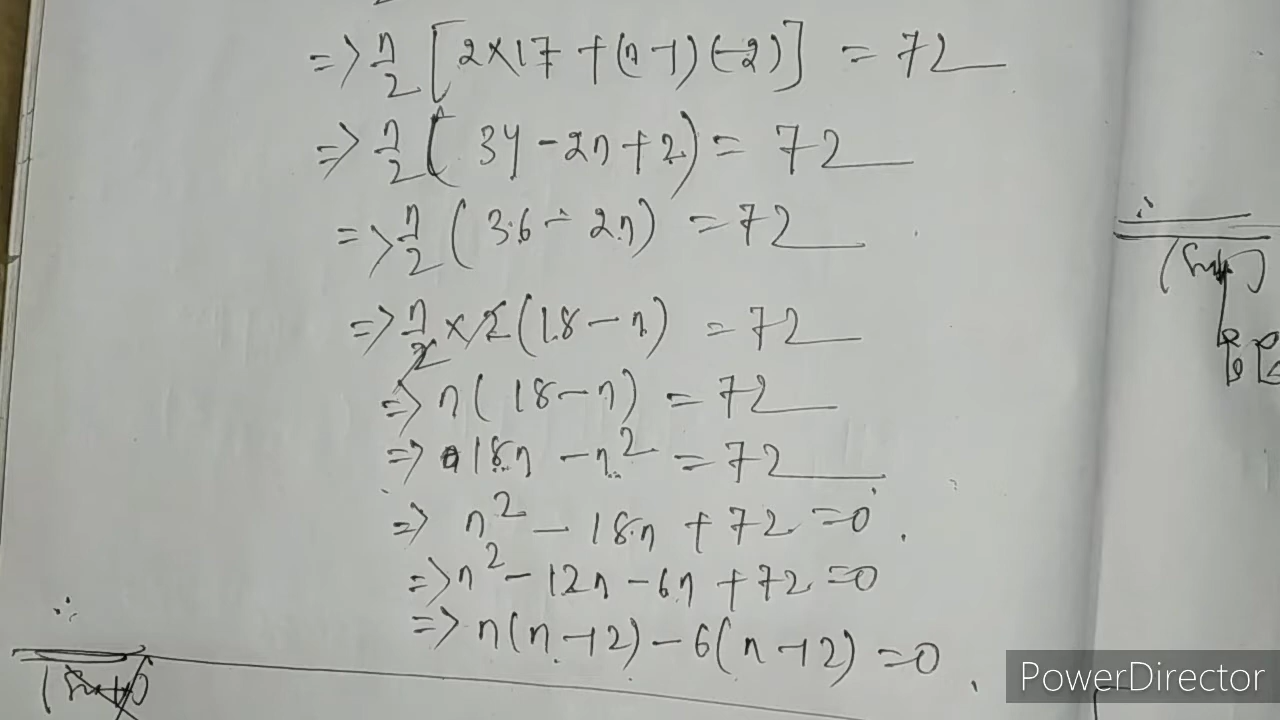 => n/2 [2×17 + (n-1) (-2)] = 72
=> n/2 ( 34 - 2n + 2) = 72
=> n/2 ( 36 - 2n) = 72
=> n/2 × 2 (18 - n) = 72
=> n( 18 - n) = 72
=> 18n - n² = 72
=> n² - 18n + 72 = 0.
=> n² - 12n - 6n + 72 = 0
=> n(n - 12) - 6(n - 12) = 0.
∴
∴
PowerDirector